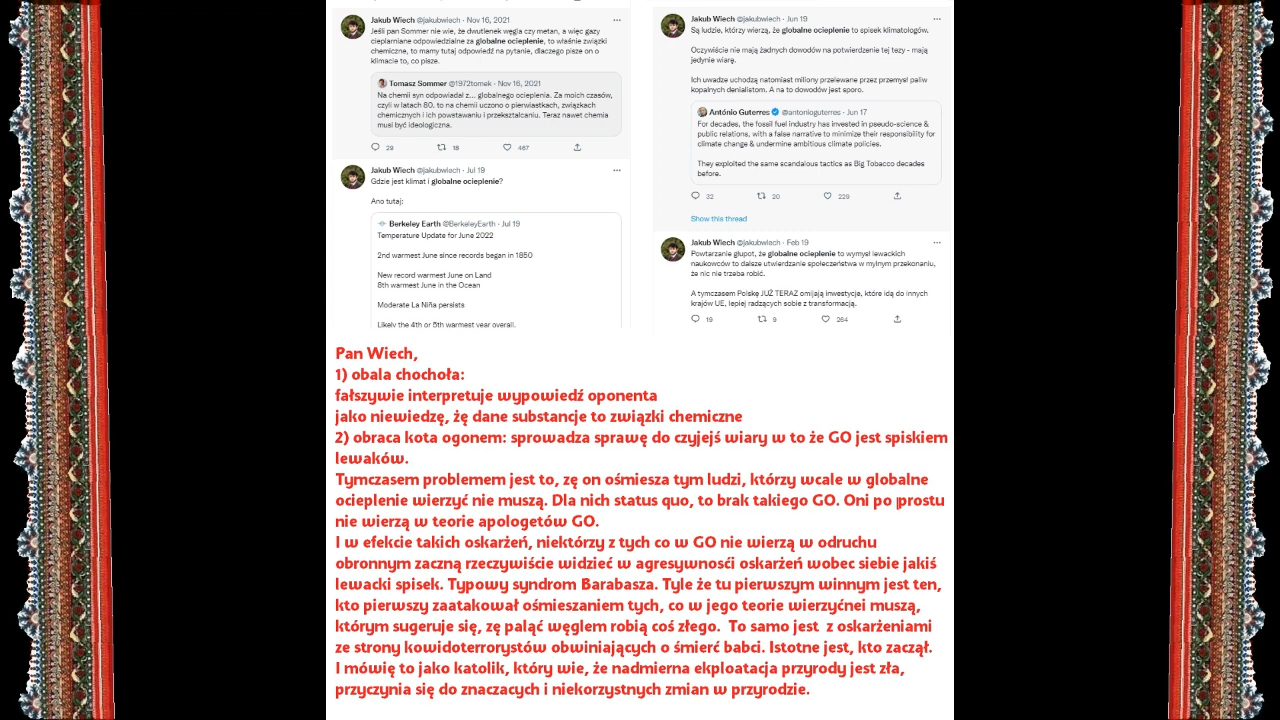 Jakub Wiech @jakubwiech · Nov 16, 2021
Jeśli pan Sommer nie wie, że dwutlenek węgla czy metan, a więc gazy
cieplarniane odpowiedzialne za globalne ocieplenie, to właśnie związki
chemiczne, to mamy tutaj odpowiedź na pytanie, dlaczego pisze on o
klimacie to, co pisze.
Tomasz Sommer @1972tomek · Nov 16, 2021
Na chemii syn odpowiadał z... globalnego ocieplenia. Za moich czasów,
czyli w latach 80. to na chemii uczono o pierwiastkach, związkach
chemicznych i ich powstawaniu i przekształcaniu. Teraz nawet chemia
musi być ideologiczna.
29 18 467
Jakub Wiech @jakubwiech · Jul 19
Gdzie jest klimat i globalne ocieplenie?
Ano tutaj:
Berkeley Earth @BerkeleyEarth · Jul 19
Temperature Update for June 2022
2nd warmest June since records began in 1850
New record warmest June on Land
8th warmest June in the Ocean
Moderate La Niña persists
Likely the 4th or 5th warmest year overall.
Jakub Wiech @jakubwiech · Jun 19
Są ludzie, którzy wierzą, że globalne ocieplenie to spisek klimatologów.
Oczywiście nie mają żadnych dowodów na potwierdzenie tej tezy - mają
jedynie wiarę.
Ich uwadze uchodzą natomiast miliony przelewane przez przemysł paliw
kopalnych denialistom. A na to dowodów jest sporo.
António Guterres @antonioguterres · Jun 17
For decades, the fossil fuel industry has invested in pseudo-science &
public relations, with a false narrative to minimize their responsibility for
climate change & undermine ambitious climate policies.
They exploited the same scandalous tactics as Big Tobacco decades
before.
32 20 229
Show this thread
Jakub Wiech @jakubwiech · Feb 19
Powtarzanie głupot, że globalne ocieplenie to wymysł lewackich
naukowców to dalsze utwierdzanie społeczeństwa w mylnym przekonaniu,
że nic nie trzeba robić.
A tymczasem Polskę JUŻ TERAZ omijają inwestycje, które idą do innych
krajów UE, lepiej radzących sobie z transformacją.
19 9 264
Pan Wiech,
1) obala chochoła:
fałszywie interpretuje wypowiedź oponenta
jako niewiedzę, żę dane substancje to związki chemiczne
2) obraca kota ogonem: sprowadza sprawę do czyjejś wiary w to że GO jest spiskiem
lewaków.
Tymczasem problemem jest to, zę on ośmiesza tym ludzi, którzy wcale w globalne
ocieplenie wierzyć nie muszą. Dla nich status quo, to brak takiego GO. Oni po prostu
nie wierzą w teorie apologetów GO.
I w efekcie takich oskarżeń, niektórzy z tych co w GO nie wierzą w odruchu
obronnym zaczną rzeczywiście widzieć w agresywnośći oskarżeń wobec siebie jakiś
lewacki spisek. Typowy syndrom Barabasza. Tyle że tu pierwszym winnym jest ten,
kto pierwszy zaatakował ośmieszaniem tych, co w jego teorie wierzyćnei muszą,
którym sugeruje się, zę paląć węglem robią coś złego. To samo jest z oskarżeniami
ze strony kowidoterrorystów obwiniających o śmierć babci. Istotne jest, kto zaczął.
I mówię to jako katolik, który wie, że nadmierna ekploatacja przyrody jest zła,
przyczynia się do znaczacych i niekorzystnych zmian w przyrodzie.